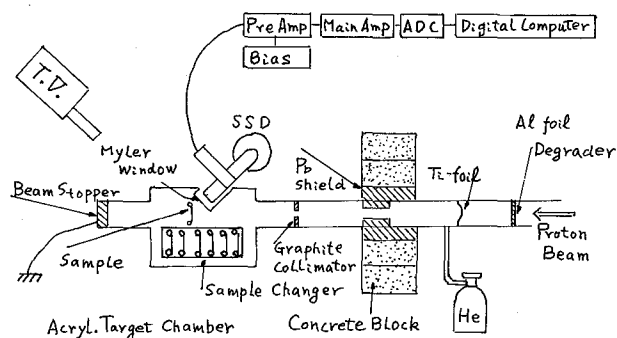 Pre Amp
Main Amp
ADC
Digital Computer
Bias
T.D.
SSD
Myler
Window
Pb
Shield
Ti-foil
Al foil
Degrader
Beam Stopper
Proton
Beam
Sample
Graphite
Collimator
Sample Changer
He
Acryl. Target Chamber
Concrete Block